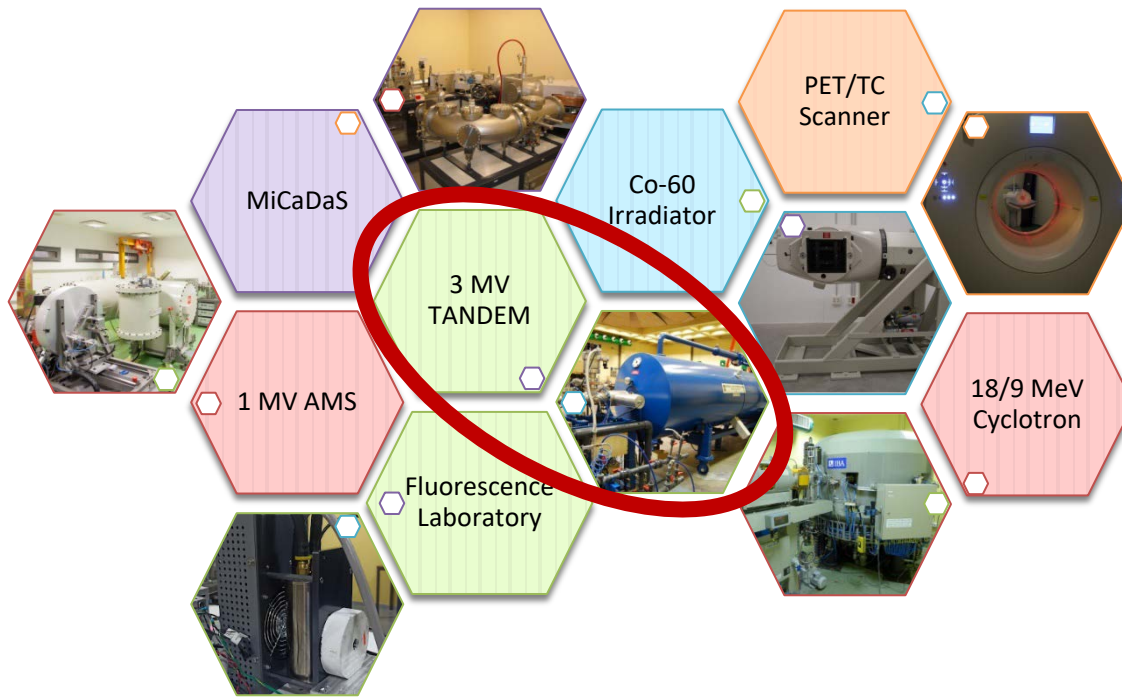 PET/TC
Scanner
MiCaDaS
Co-60
Irradiator
3 MV
TANDEM
1 MV AMS
18/9 MeV
Cyclotron
Fluorescence
Laboratory
iba